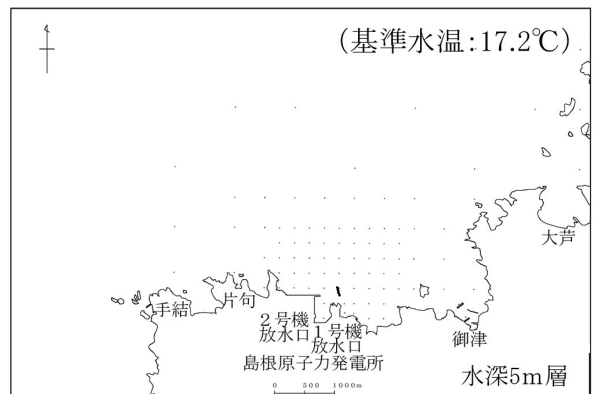 (基準水温:17.2℃)
大芦
片句
手結
2号機
放水口
1号機
放水口
御津
島根原子力発電所
水深5m層
0 500 1000m